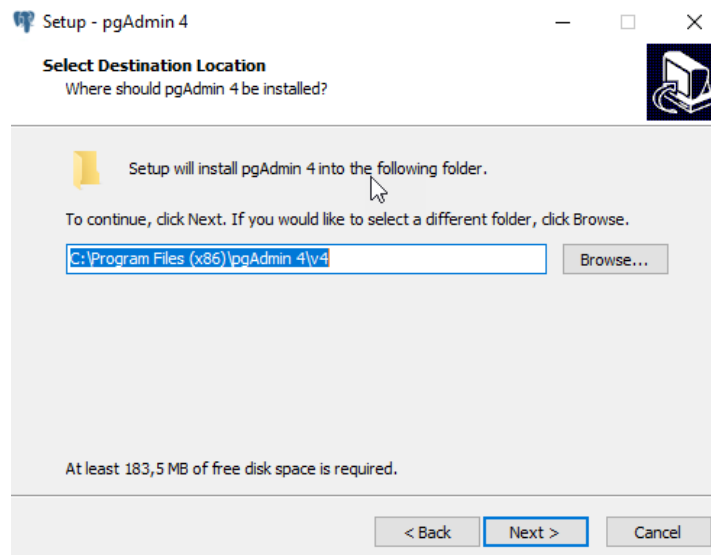 Setup - pgAdmin 4
Select Destination Location
Where should pgAdmin 4 be installed?
Setup will install pgAdmin 4 into the following folder.
To continue, click Next. If you would like to select a different folder, click Browse.
C:\Program Files (x86)\pgAdmin 4\v4
Browse...
At least 183,5 MB of free disk space is required.
< Back Next > Cancel